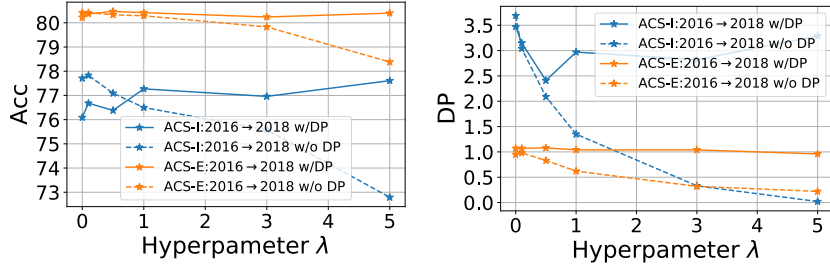 Acc
80
79
78
77
76
75
74
73
ACS-I:2016→2018 w/DP
ACS-I:2016→2018 w/o DP
ACS-E:2016→2018 w/DP
ACS-E:2016→2018 w/o DP
0 1 2 3 4 5
Hyperpameter λ
DP
3.5
3.0
2.5
2.0
1.5
1.0
0.5
0.0
ACS-I:2016→2018 w/DP
ACS-I:2016→2018 w/o DP
ACS-E:2016→2018 w/DP
ACS-E:2016→2018 w/o DP
0 1 2 3 4 5
Hyperpameter λ